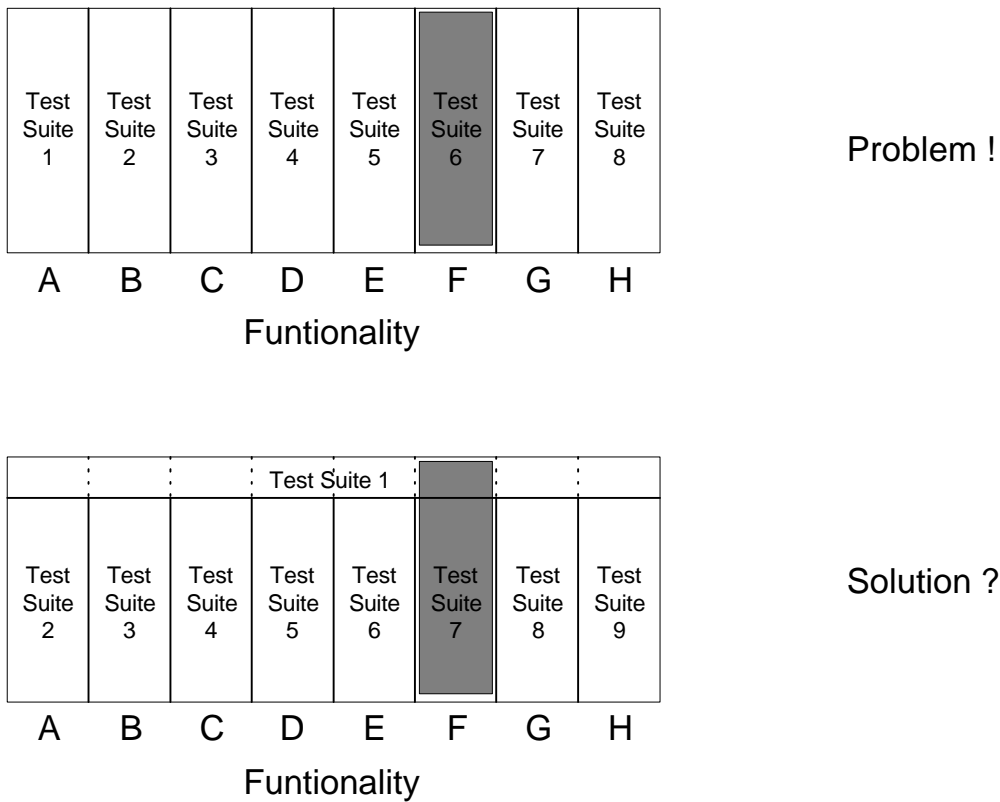 Test Suite 1
Test Suite 2
Test Suite 3
Test Suite 4
Test Suite 5
Test Suite 6
Test Suite 7
Test Suite 8
Problem !
A B C D E F G H
Funtionality
Test Suite 1
Test Suite 2
Test Suite 3
Test Suite 4
Test Suite 5
Test Suite 6
Test Suite 7
Test Suite 8
Test Suite 9
Solution ?
A B C D E F G H
Funtionality